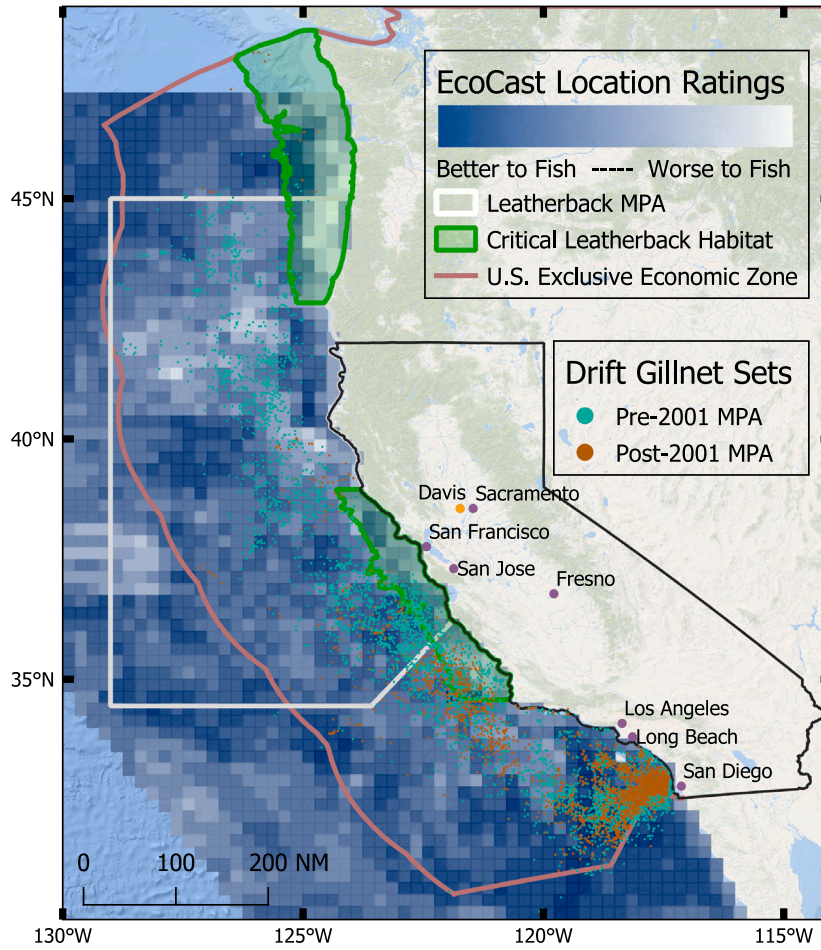 EcoCast Location Ratings
Better to Fish ---- Worse to Fish
Leatherback MPA
Critical Leatherback Habitat
U.S. Exclusive Economic Zone
45°N
Drift Gillnet Sets
Pre-2001 MPA
Post-2001 MPA
40°N
Davis
Sacramento
San Francisco
San Jose
Fresno
35°N
Los Angeles
Long Beach
San Diego
0 100 200 NM
130°W 125°W 120°W 115°W